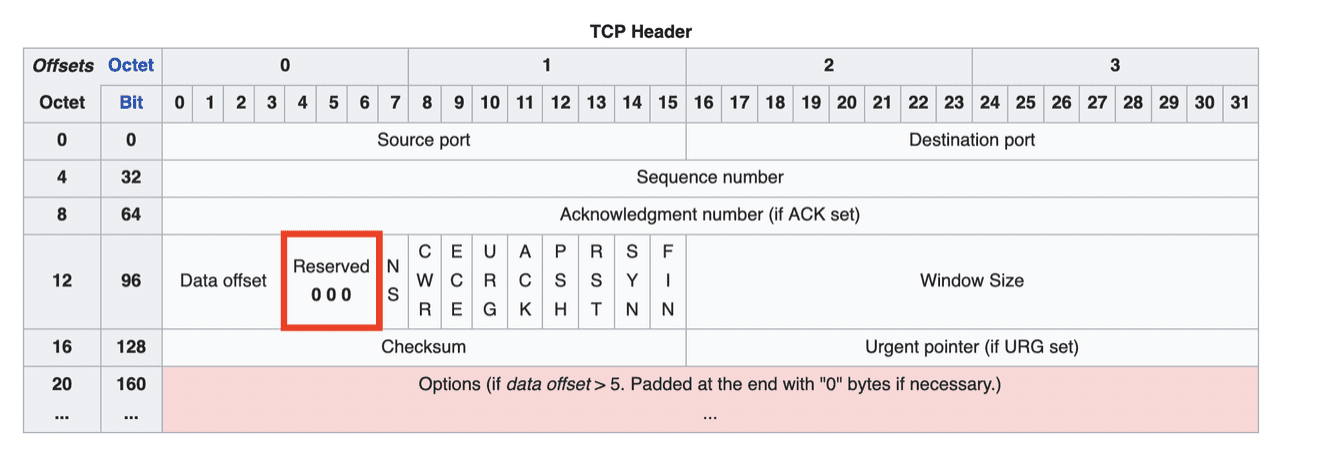 TCP Header
Offsets Octet 0 1 2 3
Octet Bit 0 1 2 3 4 5 6 7 8 9 10 11 12 13 14 15 16 17 18 19 20 21 22 23 24 25 26 27 28 29 30 31
0 0 Source port Destination port
4 32 Sequence number
8 64 Acknowledgment number (if ACK set)
12 96 Data offset Reserved 0 0 0 NS CWR ECE URG ACK PSH RST SYN FIN Window Size
16 128 Checksum Urgent pointer (if URG set)
20 160 Options (if data offset > 5. Padded at the end with "0" bytes if necessary.)
... ... ...